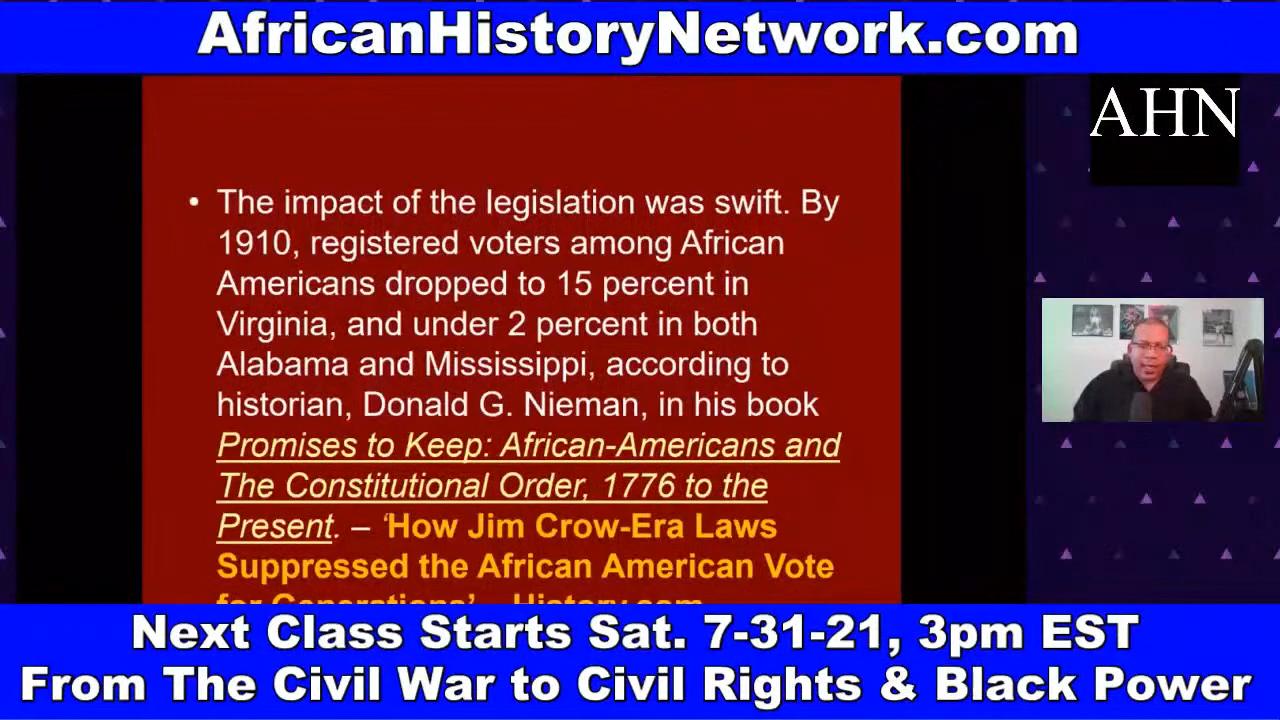 AfricanHistoryNetwork.com
AHN
• The impact of the legislation was swift. By
1910, registered voters among African
Americans dropped to 15 percent in
Virginia, and under 2 percent in both
Alabama and Mississippi, according to
historian, Donald G. Nieman, in his book
Promises to Keep: African-Americans and
The Constitutional Order, 1776 to the
Present. – ‘How Jim Crow-Era Laws
Suppressed the African American Vote
for Generations’ – History.com
Next Class Starts Sat. 7-31-21, 3pm EST
From The Civil War to Civil Rights & Black Power